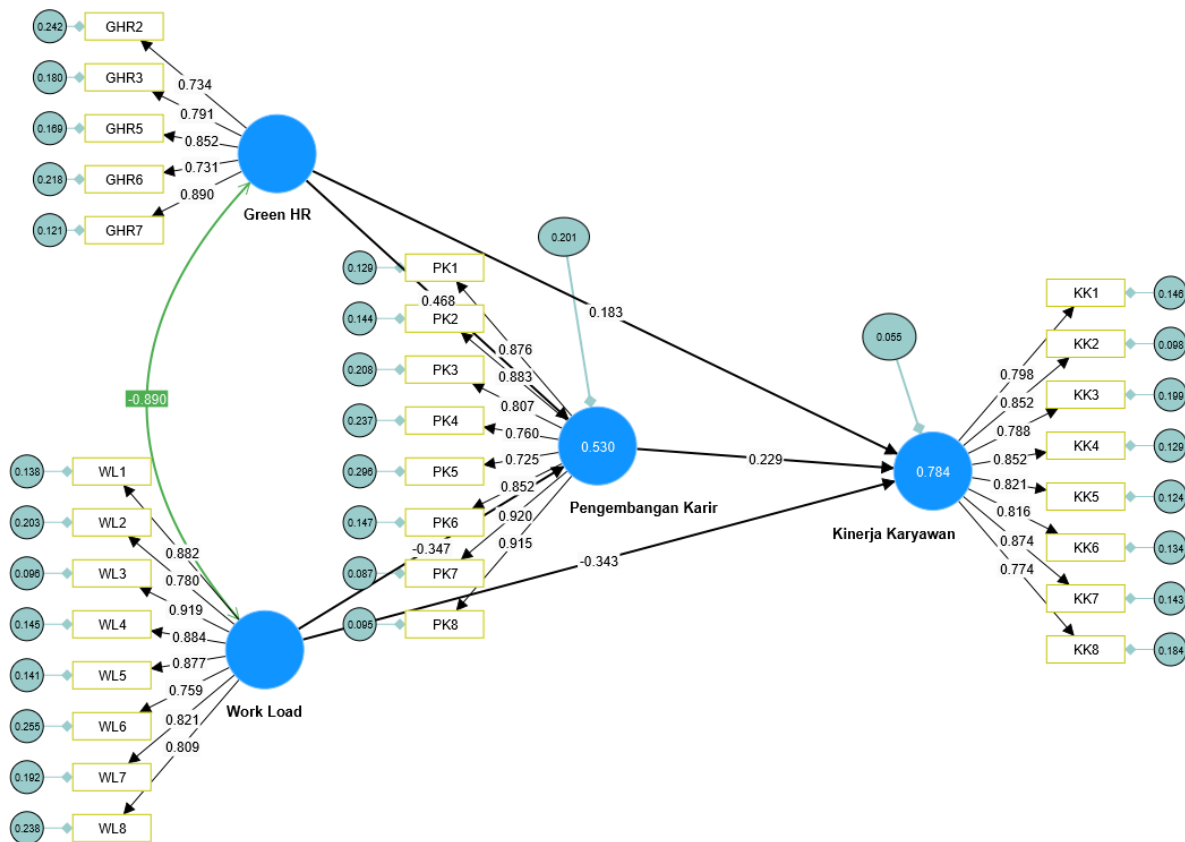 0.242 GHR2
0.180 GHR3
0.169 GHR5
0.218 GHR6
0.121 GHR7
0.734
0.791
0.852
0.731
0.890
Green HR
-0.890
0.138 WL1
0.203 WL2
0.096 WL3
0.145 WL4
0.141 WL5
0.255 WL6
0.192 WL7
0.238 WL8
0.882
0.780
0.919
0.884
0.877
0.759
0.821
0.809
Work Load
0.129 PK1
0.144 PK2
0.208 PK3
0.237 PK4
0.296 PK5
0.147 PK6
0.087 PK7
0.095 PK8
0.468
0.876
0.883
0.807
0.760
0.725
0.852
0.920
0.915
-0.347
0.201
0.530
Pengembangan Karir
0.183
0.229
-0.343
0.055
0.784
Kinerja Karyawan
0.798
0.852
0.788
0.852
0.821
0.816
0.874
0.774
KK1 0.146
KK2 0.098
KK3 0.199
KK4 0.129
KK5 0.124
KK6 0.134
KK7 0.143
KK8 0.184